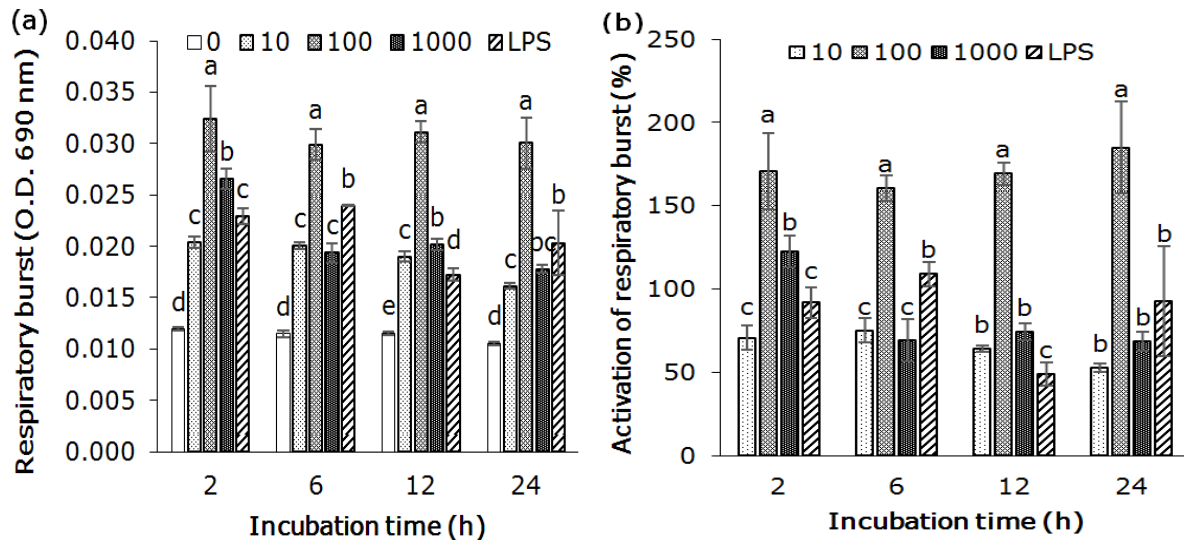 (a)
Respiratory burst (O.D. 690 nm)
0.040
0.035
0.030
0.025
0.020
0.015
0.010
0.005
0.000
0 10 100 1000 LPS
d c a b c
d c a c b
e c a b d
d c a bc b
2 6 12 24
Incubation time (h)
(b)
Activation of respiratory burst (%)
250
200
150
100
50
0
10 100 1000 LPS
c a b c
c a c b
b a b c
b a b b
2 6 12 24
Incubation time (h)